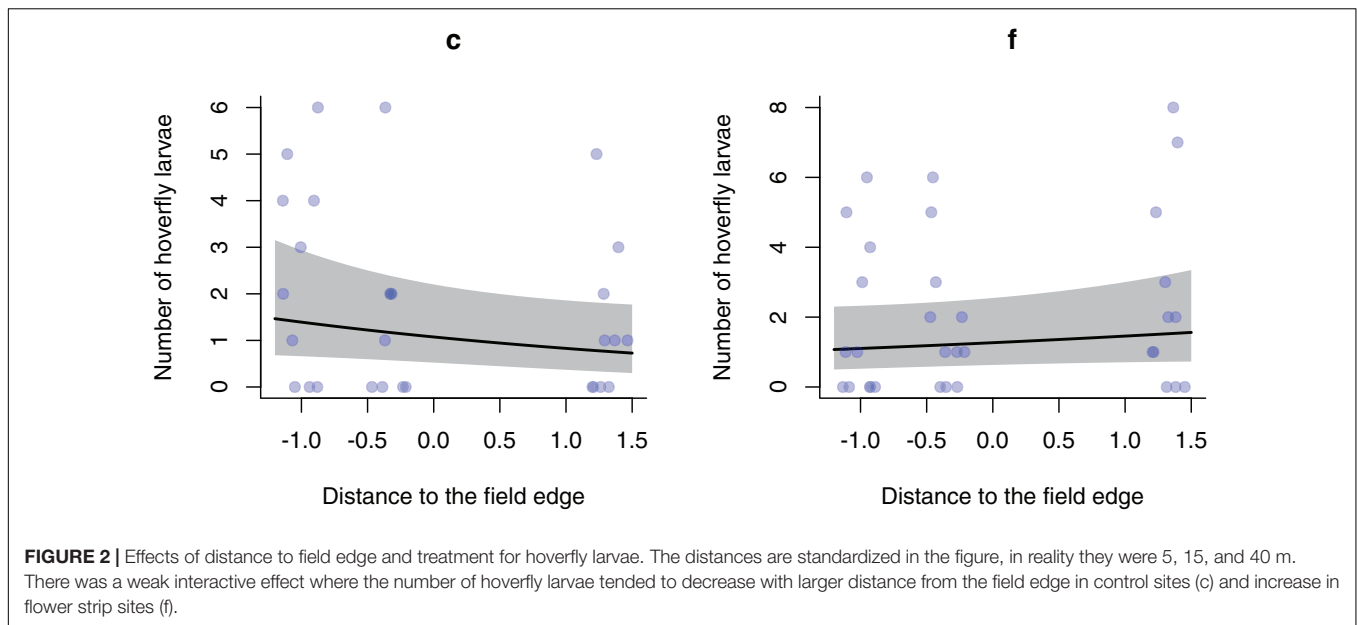 c
Number of hoverfly larvae
6
5
4
3
2
1
0
-1.0 -0.5 0.0 0.5 1.0 1.5
Distance to the field edge
f
Number of hoverfly larvae
8
6
4
2
0
-1.0 -0.5 0.0 0.5 1.0 1.5
Distance to the field edge
FIGURE 2 | Effects of distance to field edge and treatment for hoverfly larvae. The distances are standardized in the figure, in reality they were 5, 15, and 40 m.
There was a weak interactive effect where the number of hoverfly larvae tended to decrease with larger distance from the field edge in control sites (c) and increase in
flower strip sites (f).